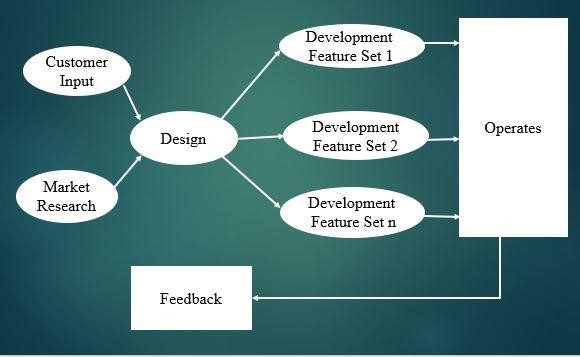 Customer
Input
Market
Research
Design
Development
Feature Set 1
Development
Feature Set 2
Development
Feature Set n
Operates
Feedback